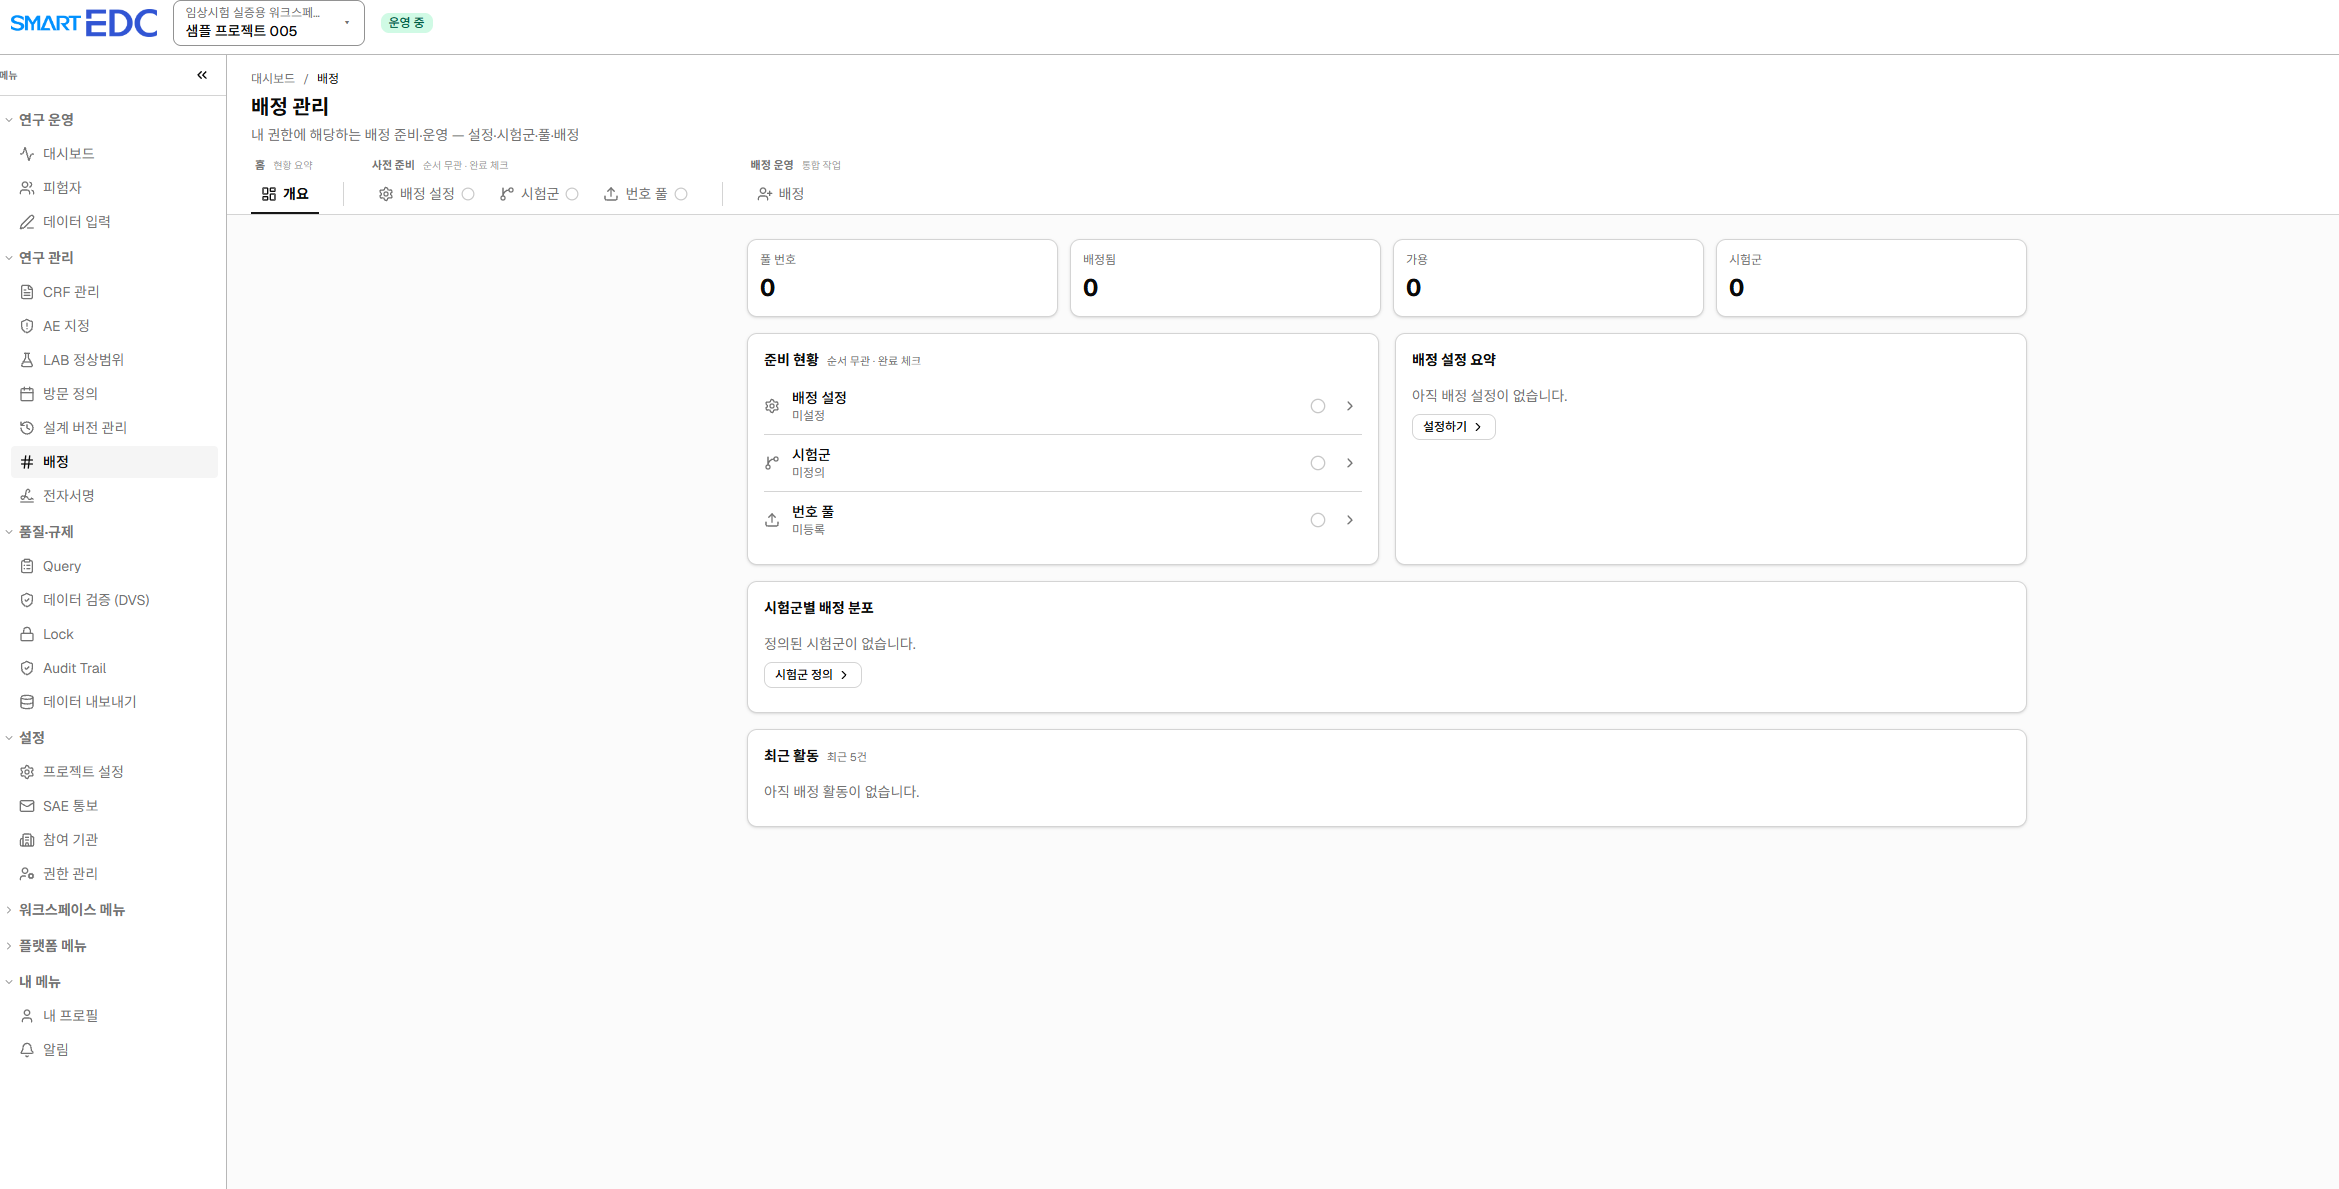 SMART EDC
임상시험 실증용 워크스페...
샘플 프로젝트 005
운영 중
메뉴
연구 운영
대시보드
피험자
데이터 입력
연구 관리
CRF 관리
AE 지정
LAB 정상범위
방문 정의
설계 버전 관리
배정
전자서명
품질·규제
Query
데이터 검증 (DVS)
Lock
Audit Trail
데이터 내보내기
설정
프로젝트 설정
SAE 통보
참여 기관
권한 관리
워크스페이스 메뉴
플랫폼 메뉴
내 메뉴
내 프로필
알림
대시보드 / 배정
배정 관리
내 권한에 해당하는 배정 준비·운영 — 설정·시험군·풀·배정
홈 현황 요약
사전 준비 순서 무관 · 완료 체크
배정 운영 통합 작업
개요
배정 설정
시험군
번호 풀
배정
풀 번호
0
배정됨
0
가용
0
시험군
0
준비 현황 순서 무관 · 완료 체크
배정 설정
미설정
시험군
미정의
번호 풀
미등록
배정 설정 요약
아직 배정 설정이 없습니다.
설정하기
시험군별 배정 분포
정의된 시험군이 없습니다.
시험군 정의
최근 활동 최근 5건
아직 배정 활동이 없습니다.